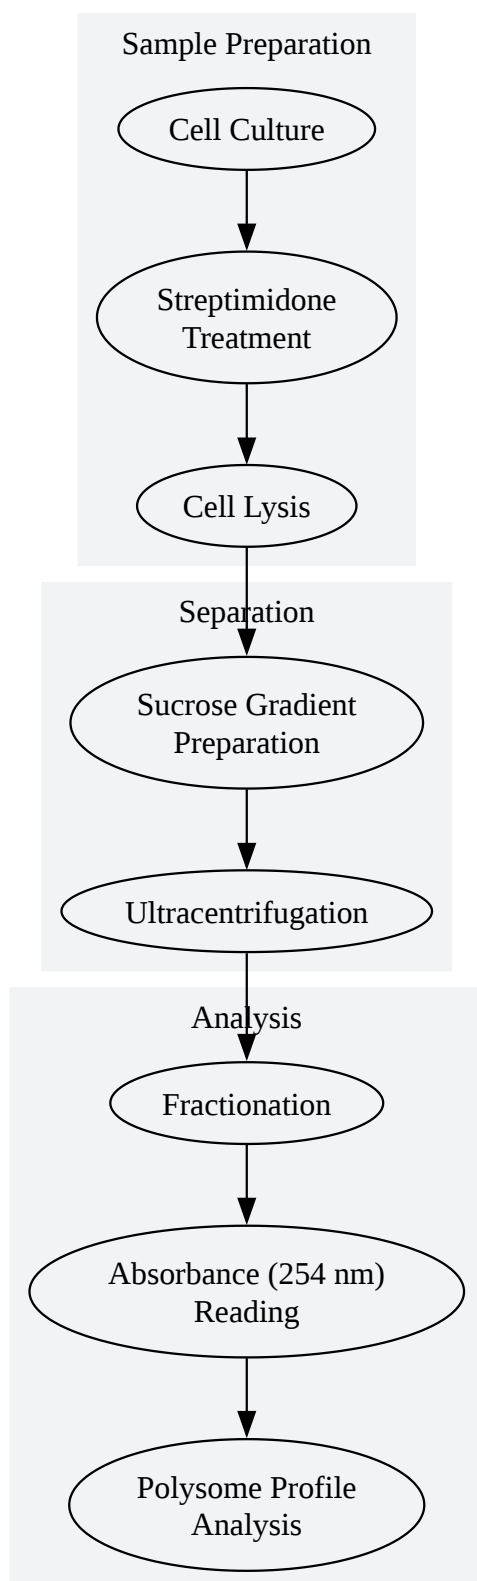 Sample Preparation
Cell Culture
Streptimidone
Treatment
Cell Lysis
Separation
Sucrose Gradient
Preparation
Ultracentrifugation
Analysis
Fractionation
Absorbance (254 nm)
Reading
Polysome Profile
Analysis